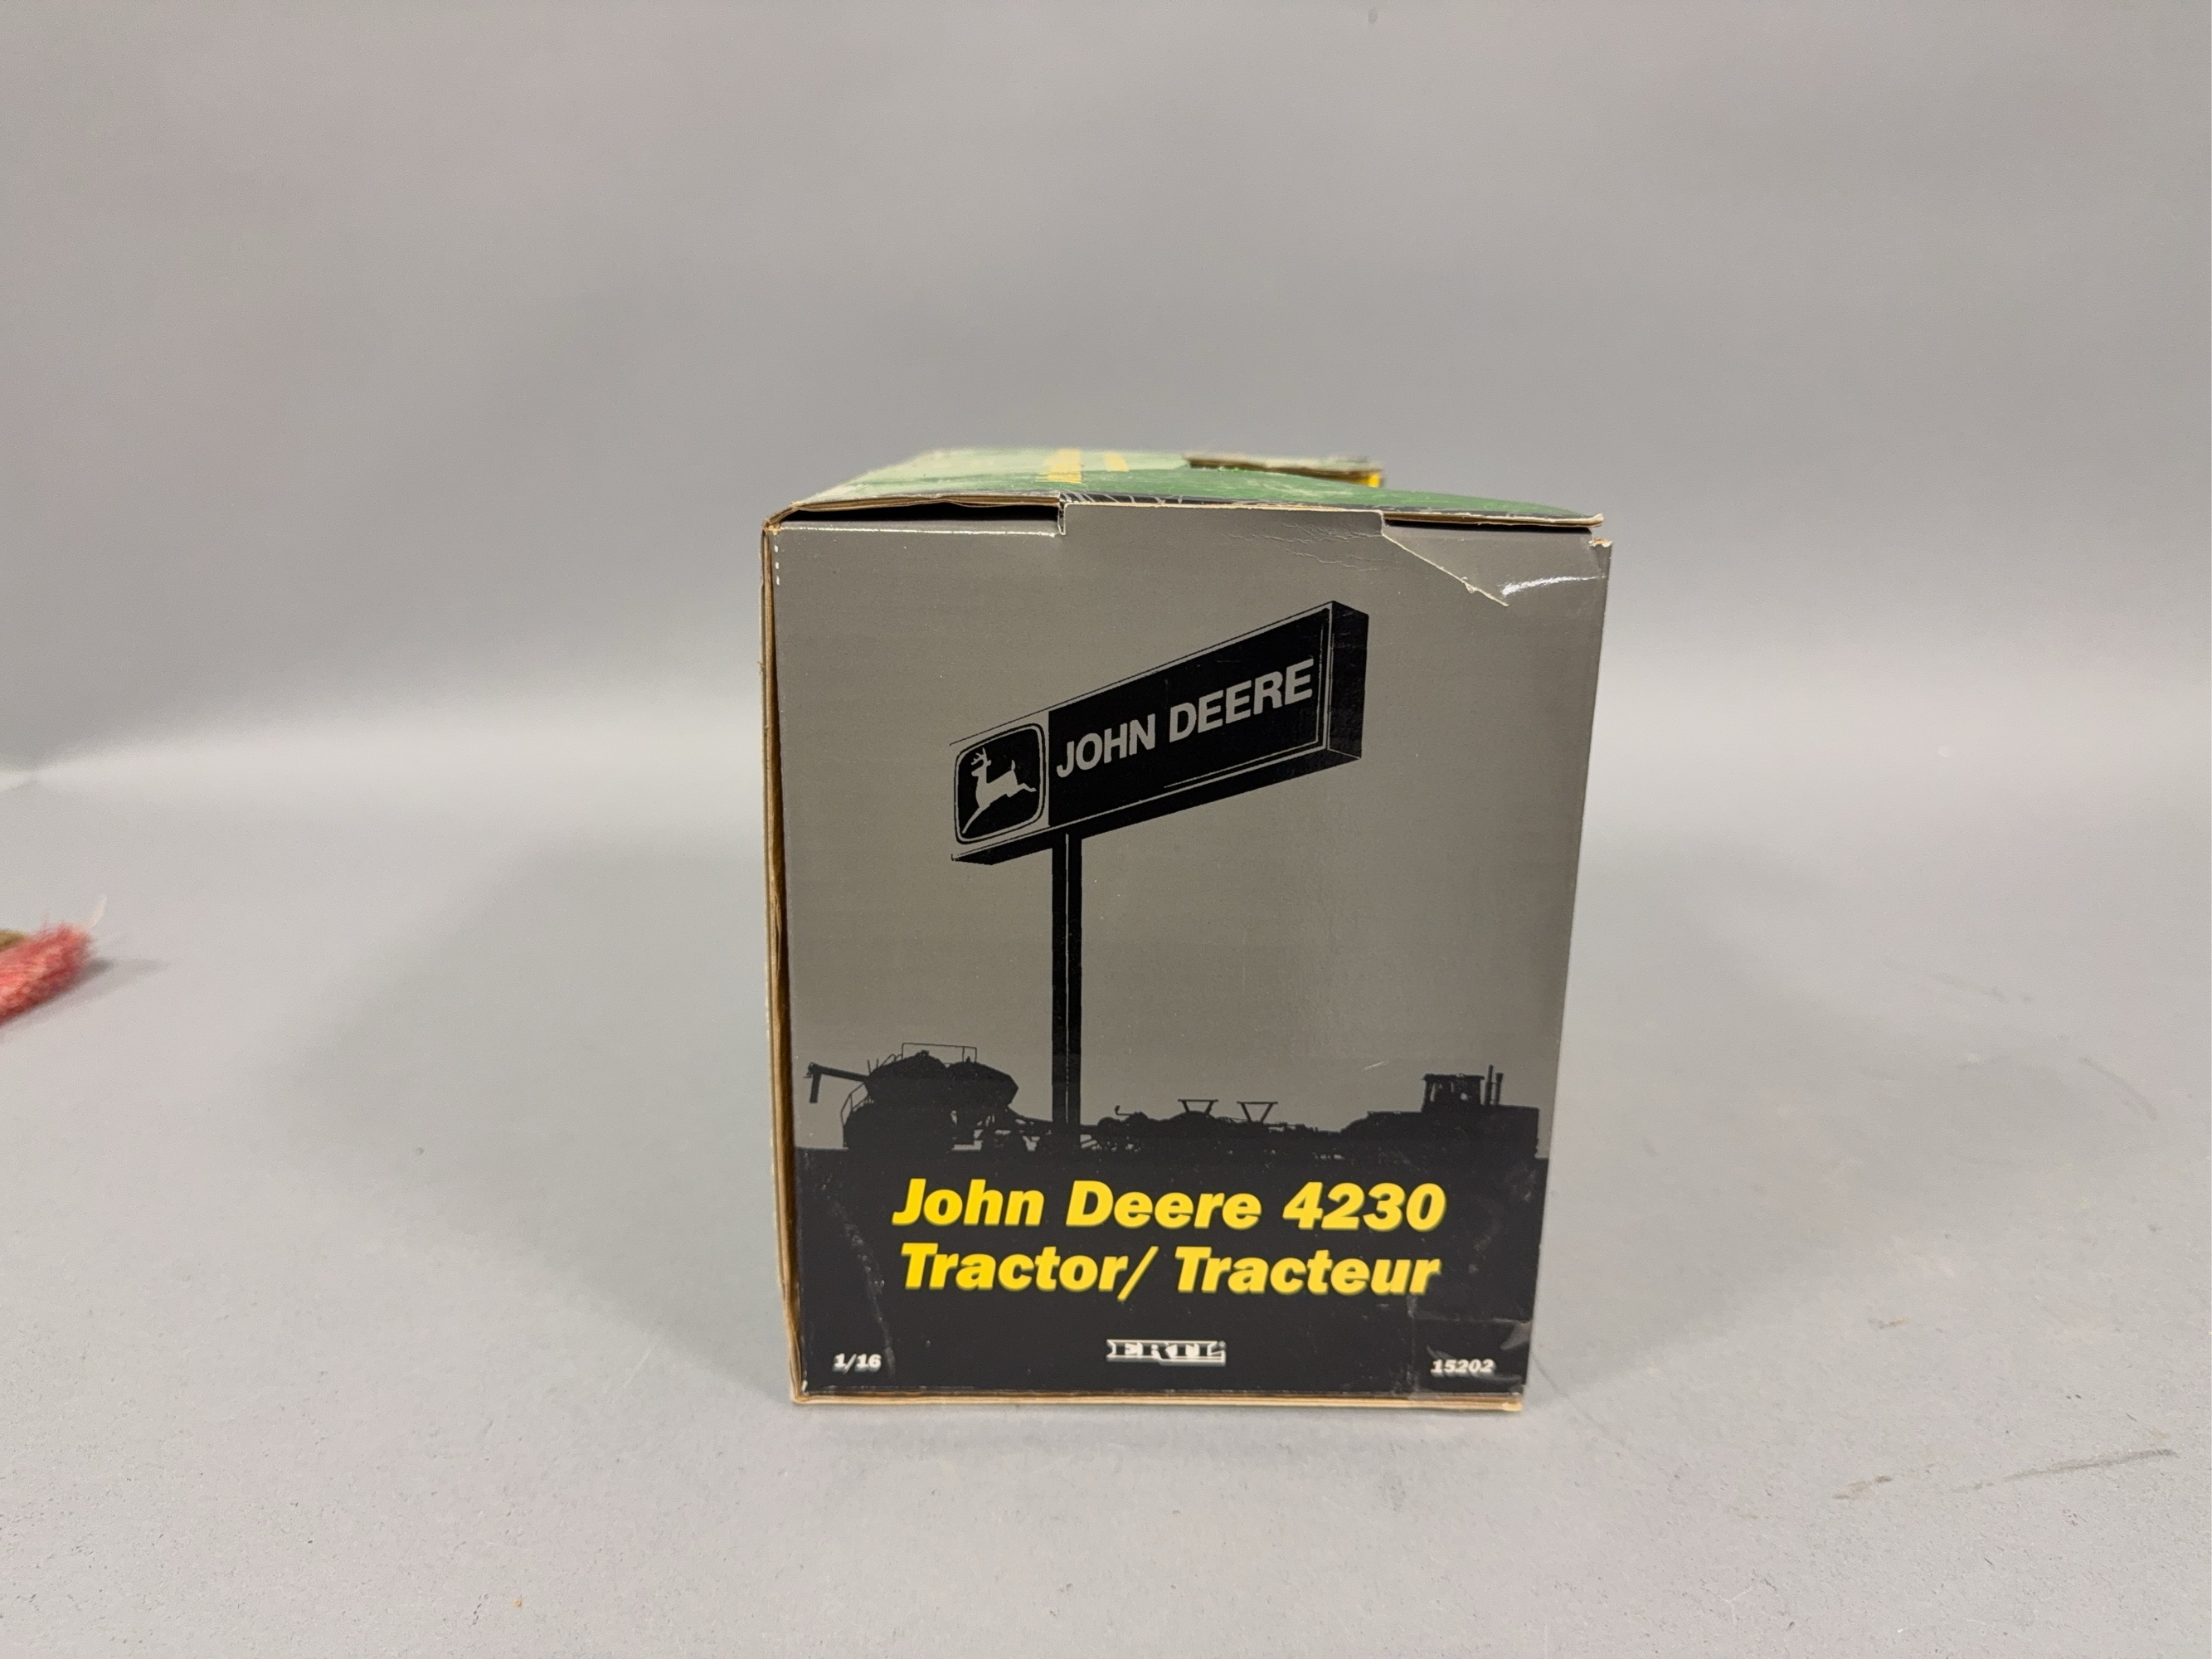 JOHN DEERE
John Deere 4230
Tractor/ Tracteur
1/16
ERTL
15202